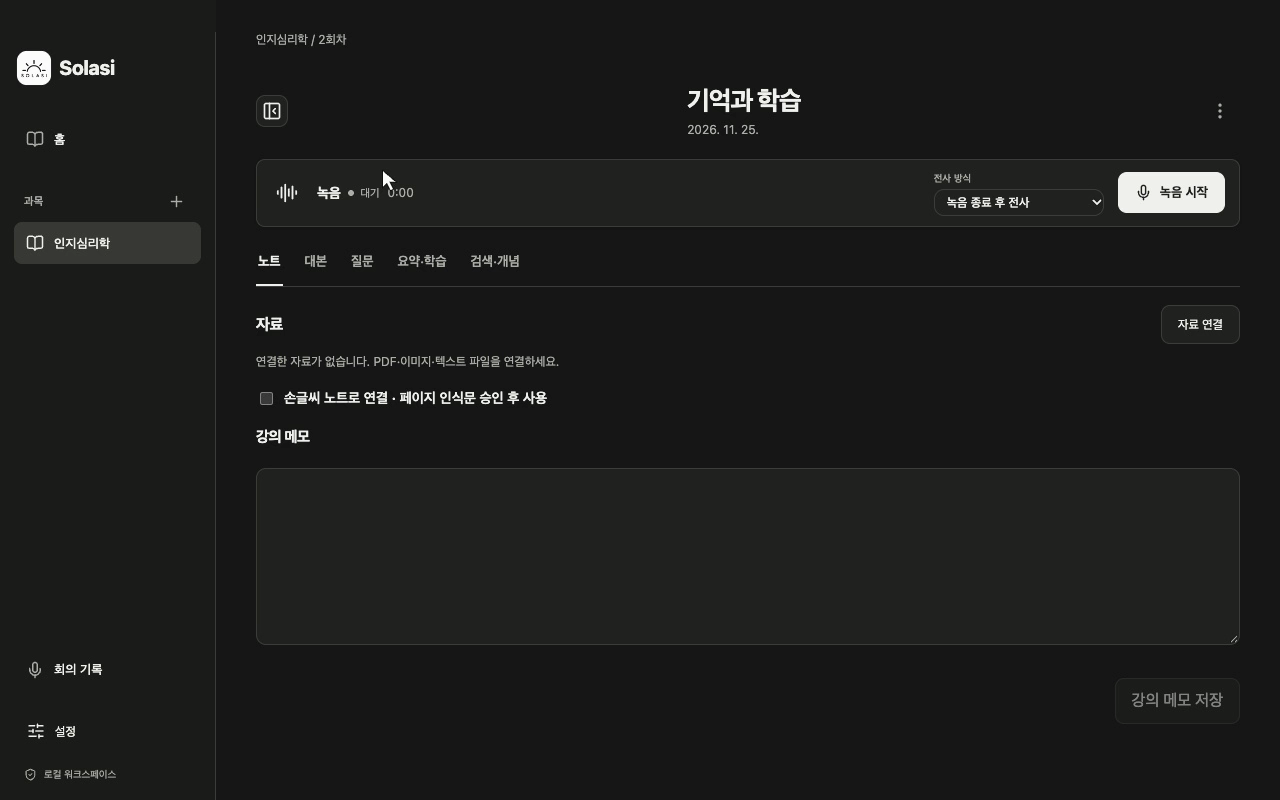 인지심리학 / 2회차
SOLASI
Solasi
홈
과목
인지심리학
회의 기록
설정
로컬 워크스페이스
기억과 학습
2026. 11. 25.
녹음 대기 0:00
전사 방식
녹음 종료 후 전사
녹음 시작
노트 대본 질문 요약·학습 검색·개념
자료
자료 연결
연결한 자료가 없습니다. PDF·이미지·텍스트 파일을 연결하세요.
손글씨 노트로 연결 · 페이지 인식문 승인 후 사용
강의 메모
강의 메모 저장